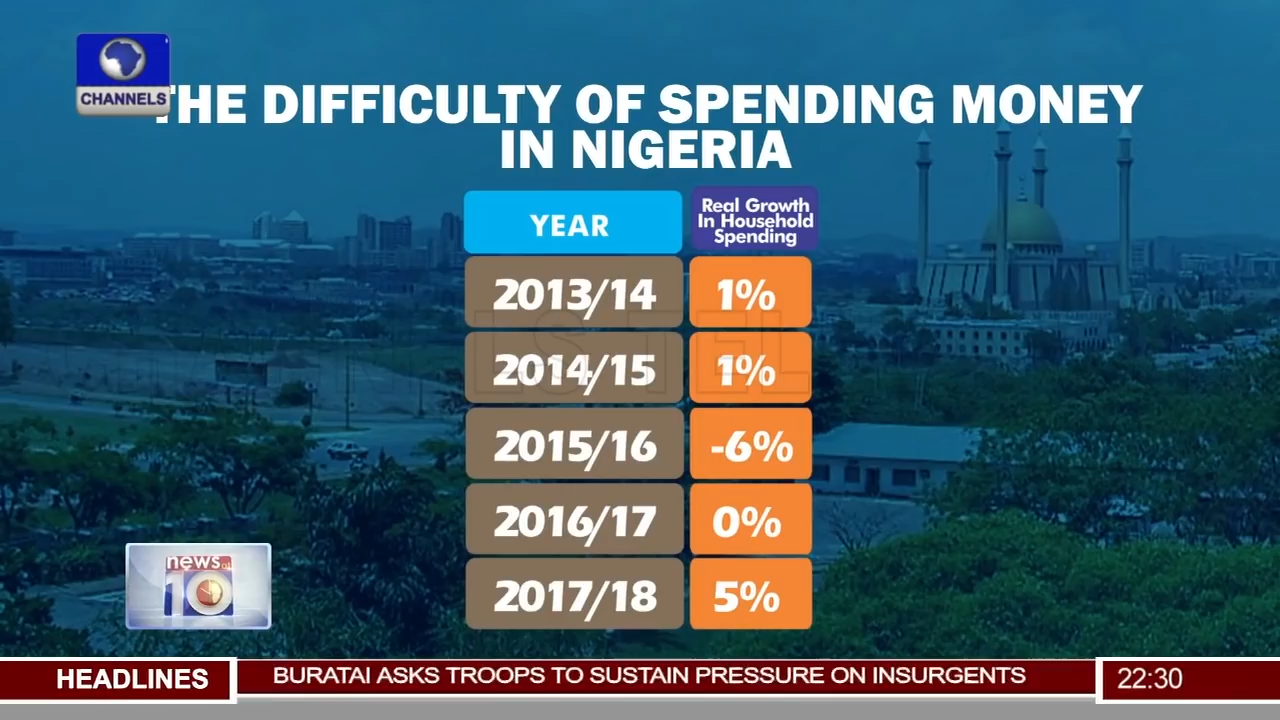 CHANNELS
THE DIFFICULTY OF SPENDING MONEY
IN NIGERIA
YEAR
Real Growth
In Household
Spending
2013/14 1%
2014/15 1%
2015/16 -6%
2016/17 0%
2017/18 5%
news at
10
HEADLINES BURATAI ASKS TROOPS TO SUSTAIN PRESSURE ON INSURGENTS 22:30